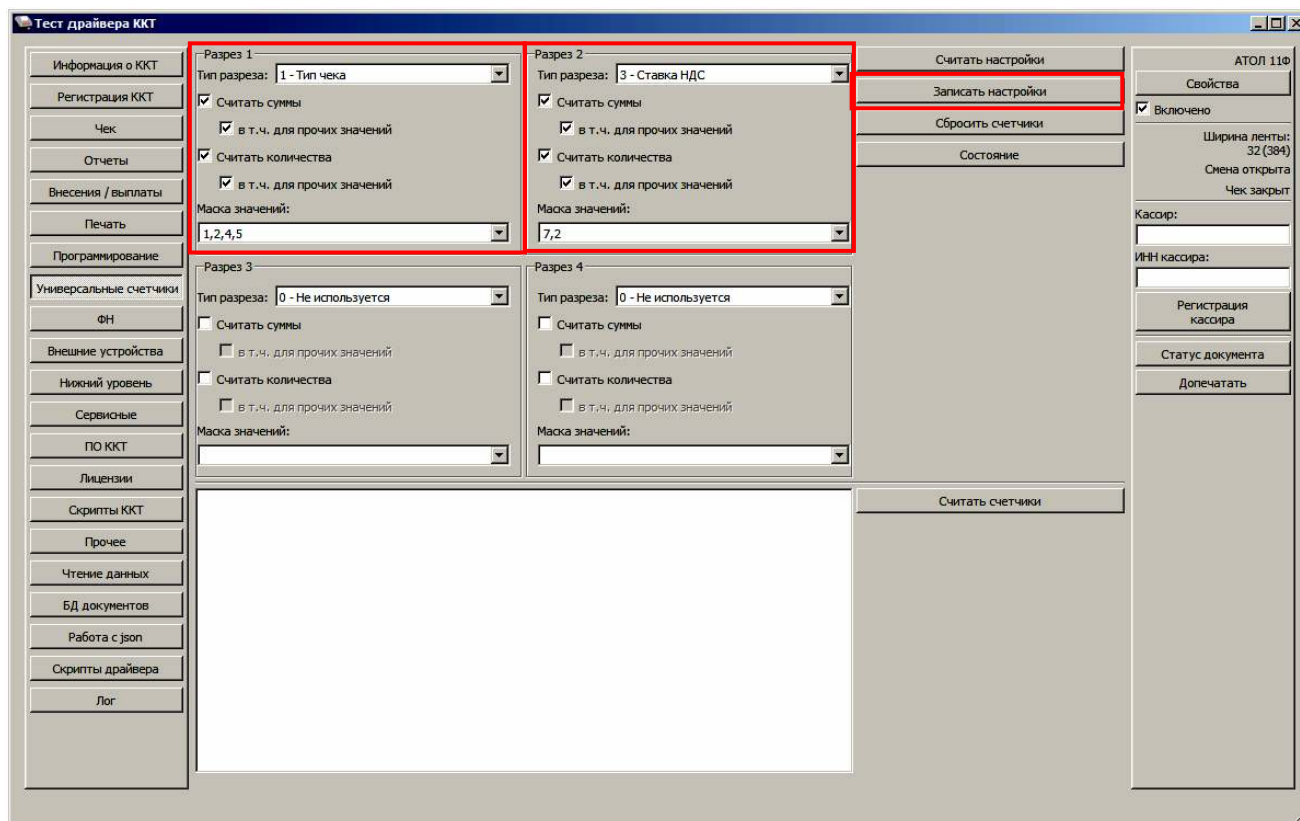 Тест драйвера ККТ
Информация о ККТ
Регистрация ККТ
Чек
Отчеты
Внесения / выплаты
Печать
Программирование
Универсальные счетчики
ФН
Внешние устройства
Нижний уровень
Сервисные
ПО ККТ
Лицензии
Скрипты ККТ
Прочее
Чтение данных
БД документов
Работа с json
Скрипты драйвера
Лог
Разрез 1
Тип разреза: 1 - Тип чека
Считать суммы
в т.ч. для прочих значений
Считать количества
в т.ч. для прочих значений
Маска значений:
1,2,4,5
Разрез 2
Тип разреза: 3 - Ставка НДС
Считать суммы
в т.ч. для прочих значений
Считать количества
в т.ч. для прочих значений
Маска значений:
7,2
Разрез 3
Тип разреза: 0 - Не используется
Считать суммы
в т.ч. для прочих значений
Считать количества
в т.ч. для прочих значений
Маска значений:
Разрез 4
Тип разреза: 0 - Не используется
Считать суммы
в т.ч. для прочих значений
Считать количества
в т.ч. для прочих значений
Маска значений:
Считать настройки
Записать настройки
Сбросить счетчики
Состояние
Считать счетчики
АТОЛ 11Ф
Свойства
Включено
Ширина ленты:
32 (384)
Смена открыта
Чек закрыт
Кассир:
ИНН кассира:
Регистрация
кассира
Статус документа
Допечатать